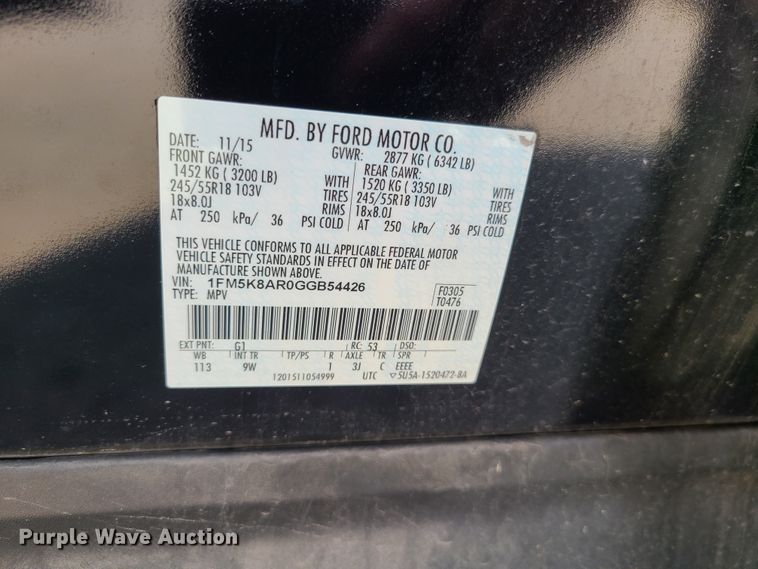 MFD. BY FORD MOTOR CO.
DATE: 11/15 GVWR: 2877 KG ( 6342 LB)
FRONT GAWR: REAR GAWR:
1452 KG ( 3200 LB) WITH 1520 KG ( 3350 LB) WITH
245/55R18 103V TIRES 245/55R18 103V TIRES
18x8.0J RIMS 18x8.0J RIMS
AT 250 kPa/ 36 PSI COLD AT 250 kPa/ 36 PSI COLD
THIS VEHICLE CONFORMS TO ALL APPLICABLE FEDERAL MOTOR
VEHICLE SAFETY STANDARDS IN EFFECT ON THE DATE OF
MANUFACTURE SHOWN ABOVE.
VIN: 1FM5K8AR0GGB54426 F0305
TYPE: MPV T0476
EXT PNT: G1 RC: 53 DSO:
WB INT TR TP/PS R AXLE TR SPR
113 9W 1 3J C EEEE
1201511054999 UTC ▽5U5A-1520472-BA
Purple Wave Auction